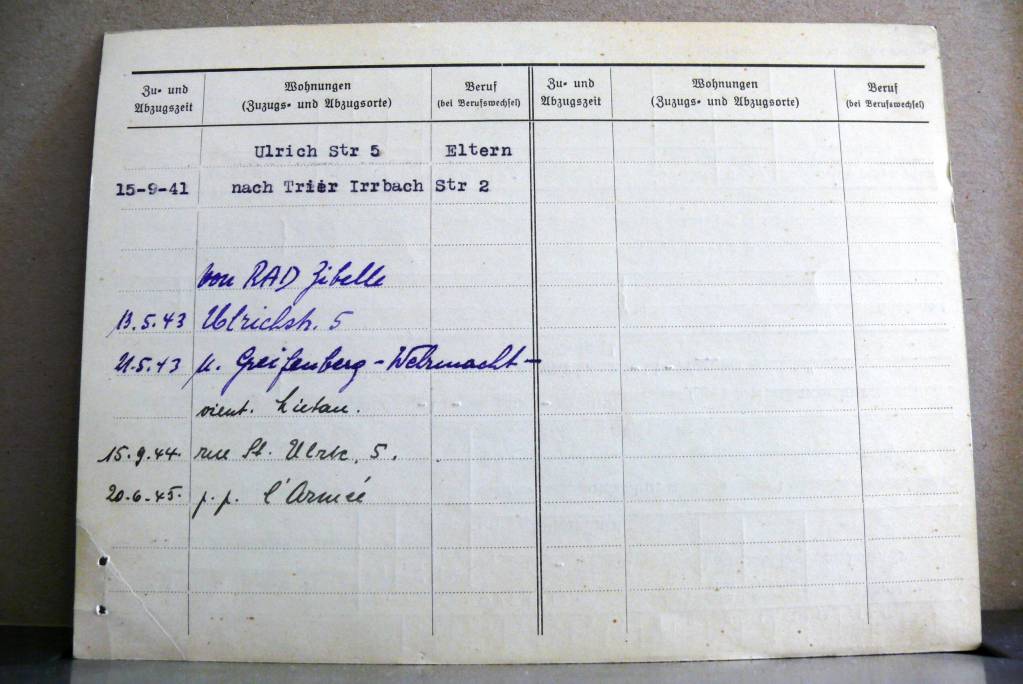 Zu- und Abzugszeit Wohnungen (Zuzugs- und Abzugsorte) Beruf (bei Berufswechsel) Zu- und Abzugszeit Wohnungen (Zuzugs- und Abzugsorte) Beruf (bei Berufswechsel)
Ulrich Str 5 Eltern
15-9-41 nach Trier Irrbach Str 2
von RAD Zibelle
13.5.43 Ulrichstr. 5
21.5.43 n. Greifenberg - Wehrmacht -
vient. Lietau.
15.9.44. rue St. Ulric, 5.
20.6.45. p. p. l'Armée